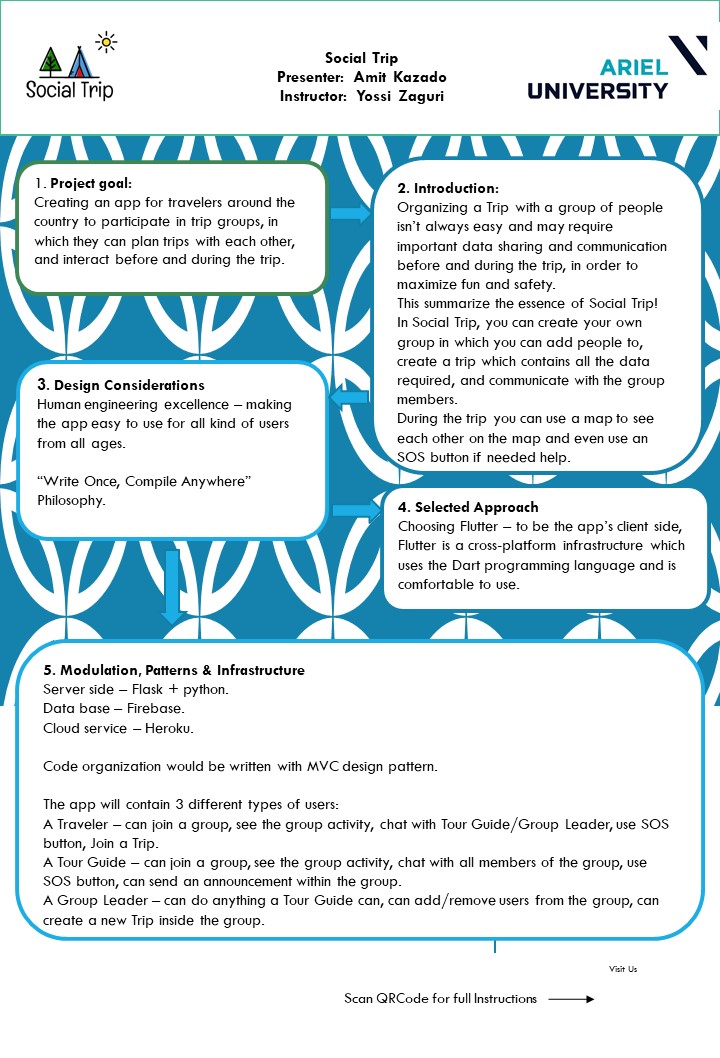 Social Trip
Social Trip
Presenter: Amit Kazado
Instructor: Yossi Zaguri
ARIEL
UNIVERSITY
1. Project goal:
Creating an app for travelers around the
country to participate in trip groups, in
which they can plan trips with each other,
and interact before and during the trip.
2. Introduction:
Organizing a Trip with a group of people
isn't always easy and may require
important data sharing and communication
before and during the trip, in order to
maximize fun and safety.
This summarize the essence of Social Trip!
In Social Trip, you can create your own
group in which you can add people to,
create a trip which contains all the data
required, and communicate with the group
members.
During the trip you can use a map to see
each other on the map and even use an
SOS button if needed help.
3. Design Considerations
Human engineering excellence – making
the app easy to use for all kind of users
from all ages.
“Write Once, Compile Anywhere”
Philosophy.
4. Selected Approach
Choosing Flutter – to be the app's client side,
Flutter is a cross-platform infrastructure which
uses the Dart programming language and is
comfortable to use.
5. Modulation, Patterns & Infrastructure
Server side – Flask + python.
Data base – Firebase.
Cloud service – Heroku.
Code organization would be written with MVC design pattern.
The app will contain 3 different types of users:
A Traveler – can join a group, see the group activity, chat with Tour Guide/Group Leader, use SOS
button, Join a Trip.
A Tour Guide – can join a group, see the group activity, chat with all members of the group, use
SOS button, can send an announcement within the group.
A Group Leader – can do anything a Tour Guide can, can add/remove users from the group, can
create a new Trip inside the group.
Visit Us
Scan QRCode for full Instructions